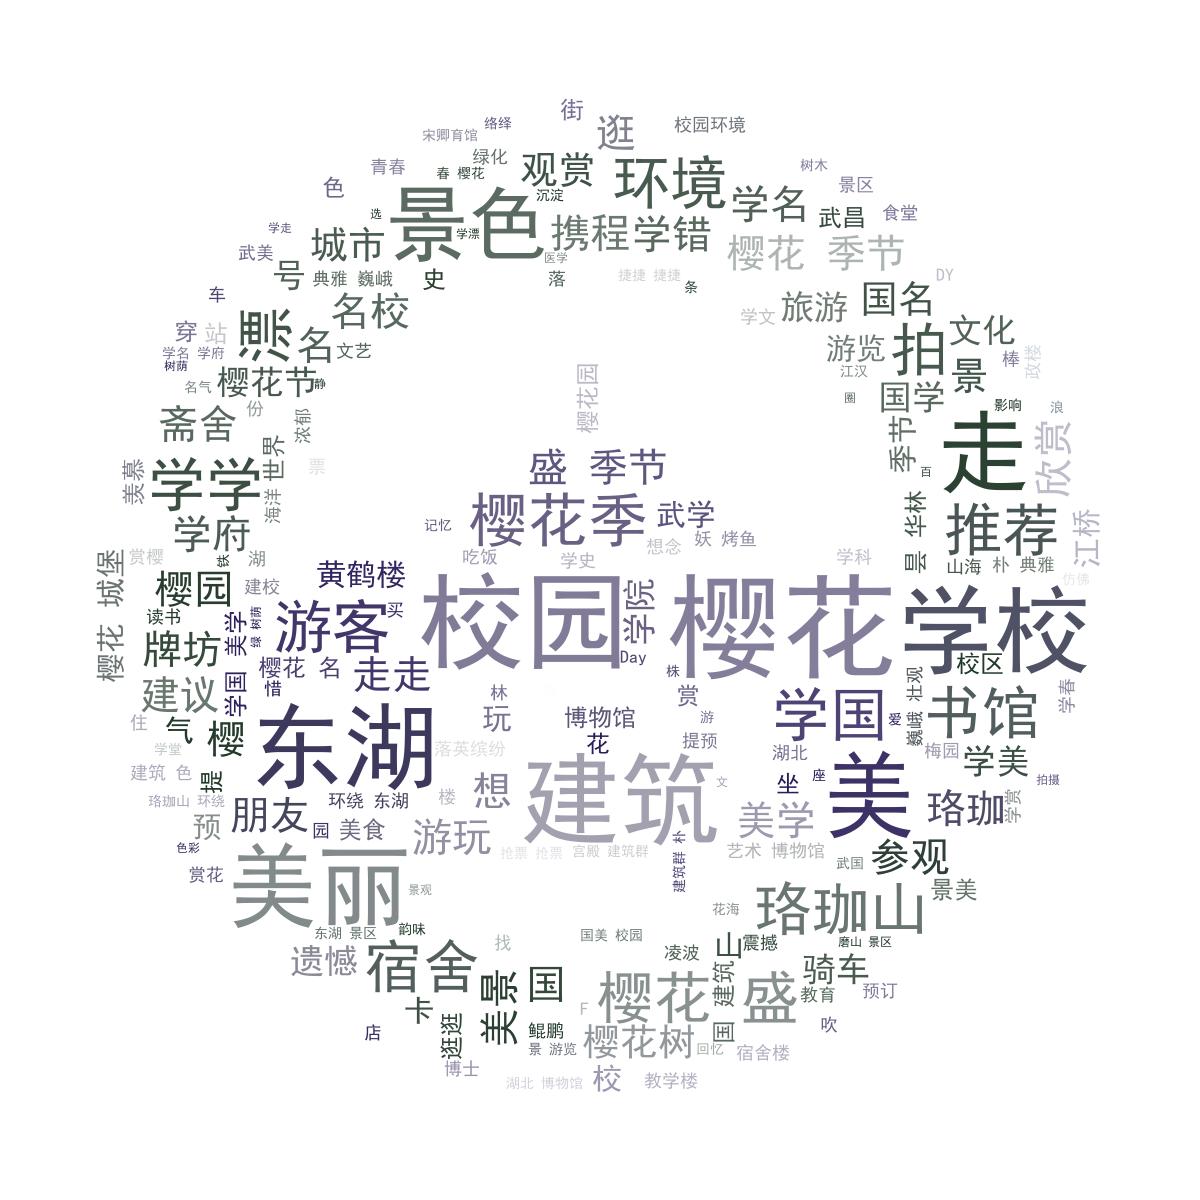 街
络绎
宋卿育馆
逛
校园环境
绿化
青春
春 樱花
观赏
环境
树木
色
沉淀
景区
景色
学名
武昌
食堂
选
学走
学漂
携程
学错
城市
武美
樱花 季节
医学
号
典雅 巍峨
史
落
捷捷 捷捷
条
DY
车
名校
旅游
国名
漂
学文
穿
站
名
文艺
拍
文化
学名 学府
游览
棒
政楼
树荫
江汉
景
名气
樱花节
静
樱花园
圈
国学
斋舍
份
浓郁
影响
浪
季节
走
欣赏
羡慕
学学
世界
盛 季节
票
百
海洋
樱花季
武学
昙 华林
推荐
江桥
学府
记忆
想念
妖 烤鱼
赏樱
铁
湖
吃饭
学史
学科
山海
朴 典雅
仿佛
樱花 城堡
樱园
建校
黄鹤楼
校园
学院
樱花
学校
读书
美学
绿 树荫
游客
买
牌坊
Day
校区
樱花 名
走走
株
建议
学国
惜
林
赏
巍峨 壮观
学春
东湖
玩
博物馆
游
学国
爱
书馆
住
气
樱
花
提预
湖北
梅园
学堂
落英缤纷
学美
建筑 色
提
想
建筑
文
坐
座
美
拍摄
珞珈山 环绕
环绕 东湖
楼
珞珈
学赏
预
朋友
园
美食
游玩
美学
色彩
抢票 抢票
宫殿 建筑群
建筑群 朴
艺术 博物馆
武国
参观
赏花
美丽
景观
景美
花海
珞珈山
东湖 景区
韵味
找
国美 校园
山
震撼
磨山 景区
遗憾
宿舍
凌波
骑车
美景
国
樱花
建筑
国
盛
教育
预订
卡
F
店
逛逛
鲲鹏
吹
景 游览
樱花树
回忆
宿舍楼
博士
湖北 博物馆
校
教学楼